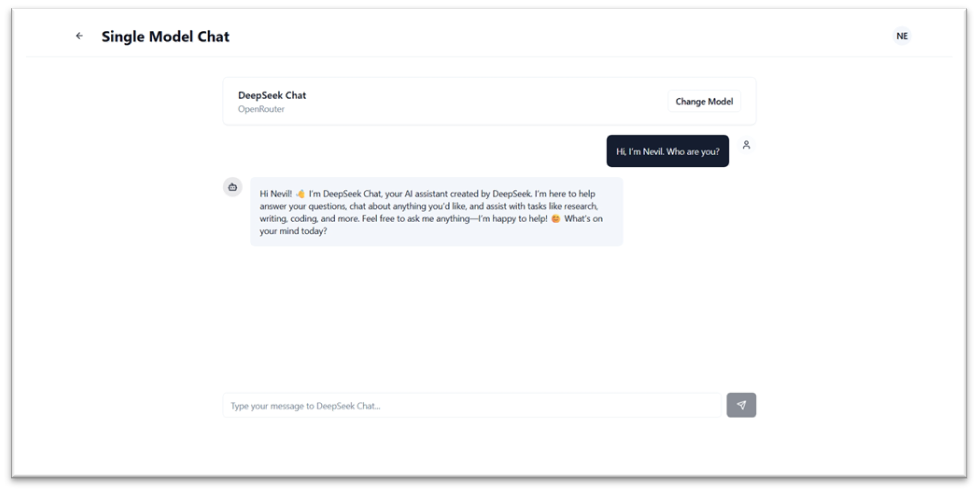 Single Model Chat
NE
DeepSeek Chat
OpenRouter
Change Model
Hi, I'm Nevil. Who are you?
Hi Nevil! 👋 I'm DeepSeek Chat, your AI assistant created by DeepSeek. I'm here to help
answer your questions, chat about anything you'd like, and assist with tasks like research,
writing, coding, and more. Feel free to ask me anything—I'm happy to help! 😊 What's on
your mind today?
Type your message to DeepSeek Chat...